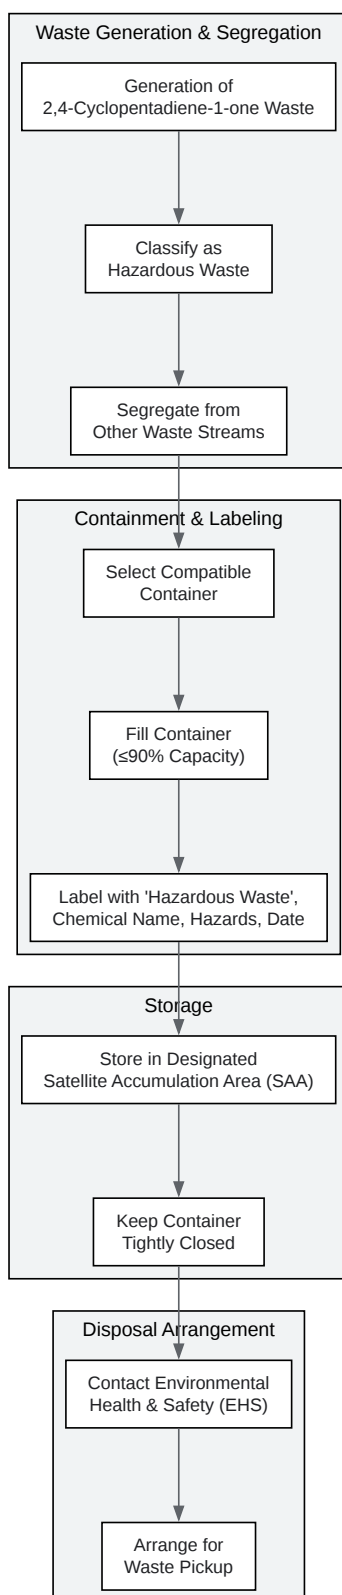 Waste Generation & Segregation
Generation of
2,4-Cyclopentadiene-1-one Waste
Classify as
Hazardous Waste
Segregate from
Other Waste Streams
Containment & Labeling
Select Compatible
Container
Fill Container
(≤90% Capacity)
Label with 'Hazardous Waste',
Chemical Name, Hazards, Date
Storage
Store in Designated
Satellite Accumulation Area (SAA)
Keep Container
Tightly Closed
Disposal Arrangement
Contact Environmental
Health & Safety (EHS)
Arrange for
Waste Pickup